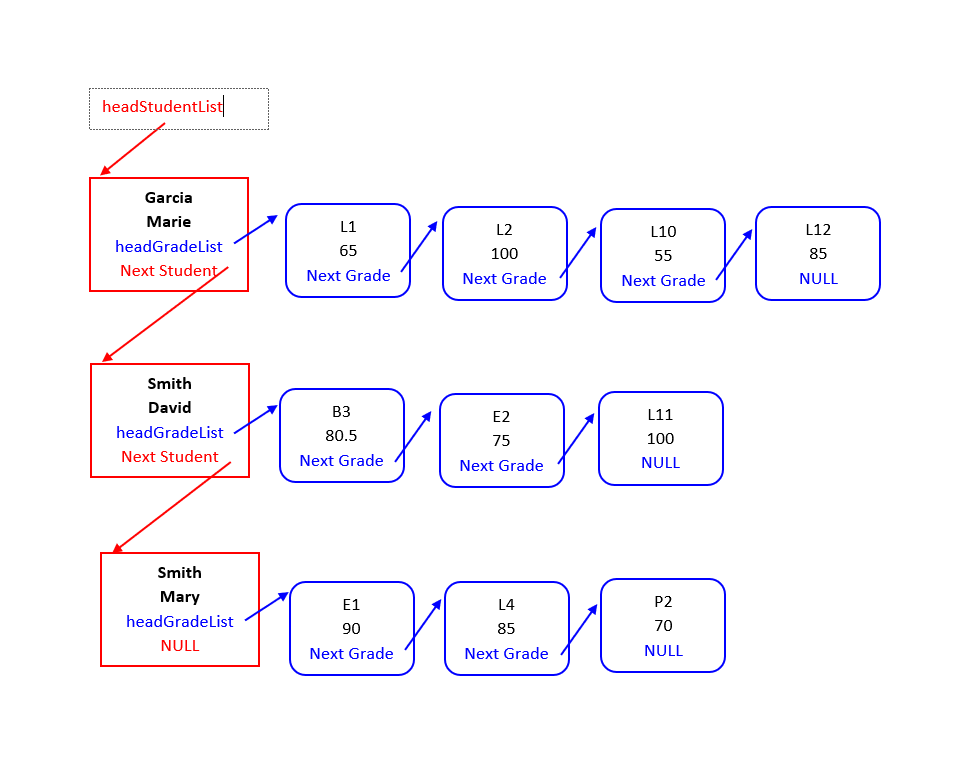 headStudentList
Garcia
Marie
headGradeList
Next Student
L1
65
Next Grade
L2
100
Next Grade
L10
55
Next Grade
L12
85
NULL
Smith
David
headGradeList
Next Student
B3
80.5
Next Grade
E2
75
Next Grade
L11
100
NULL
Smith
Mary
headGradeList
NULL
E1
90
Next Grade
L4
85
Next Grade
P2
70
NULL